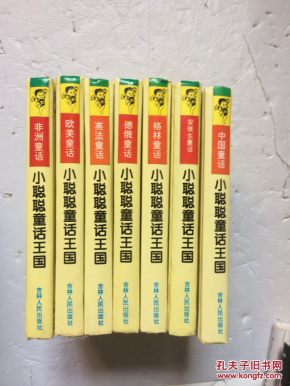 非洲童话
小聪聪童话王国
吉林人民出版社
欧美童话
小聪聪童话王国
吉林人民出版社
英法童话
小聪聪童话王国
吉林人民出版社
德俄童话
小聪聪童话王国
吉林人民出版社
格林童话
小聪聪童话王国
吉林人民出版社
安徒生童话
小聪聪童话王国
吉林人民出版社
中国童话
小聪聪童话王国
吉林人民出版社
孔夫子旧书网
kongfz.com